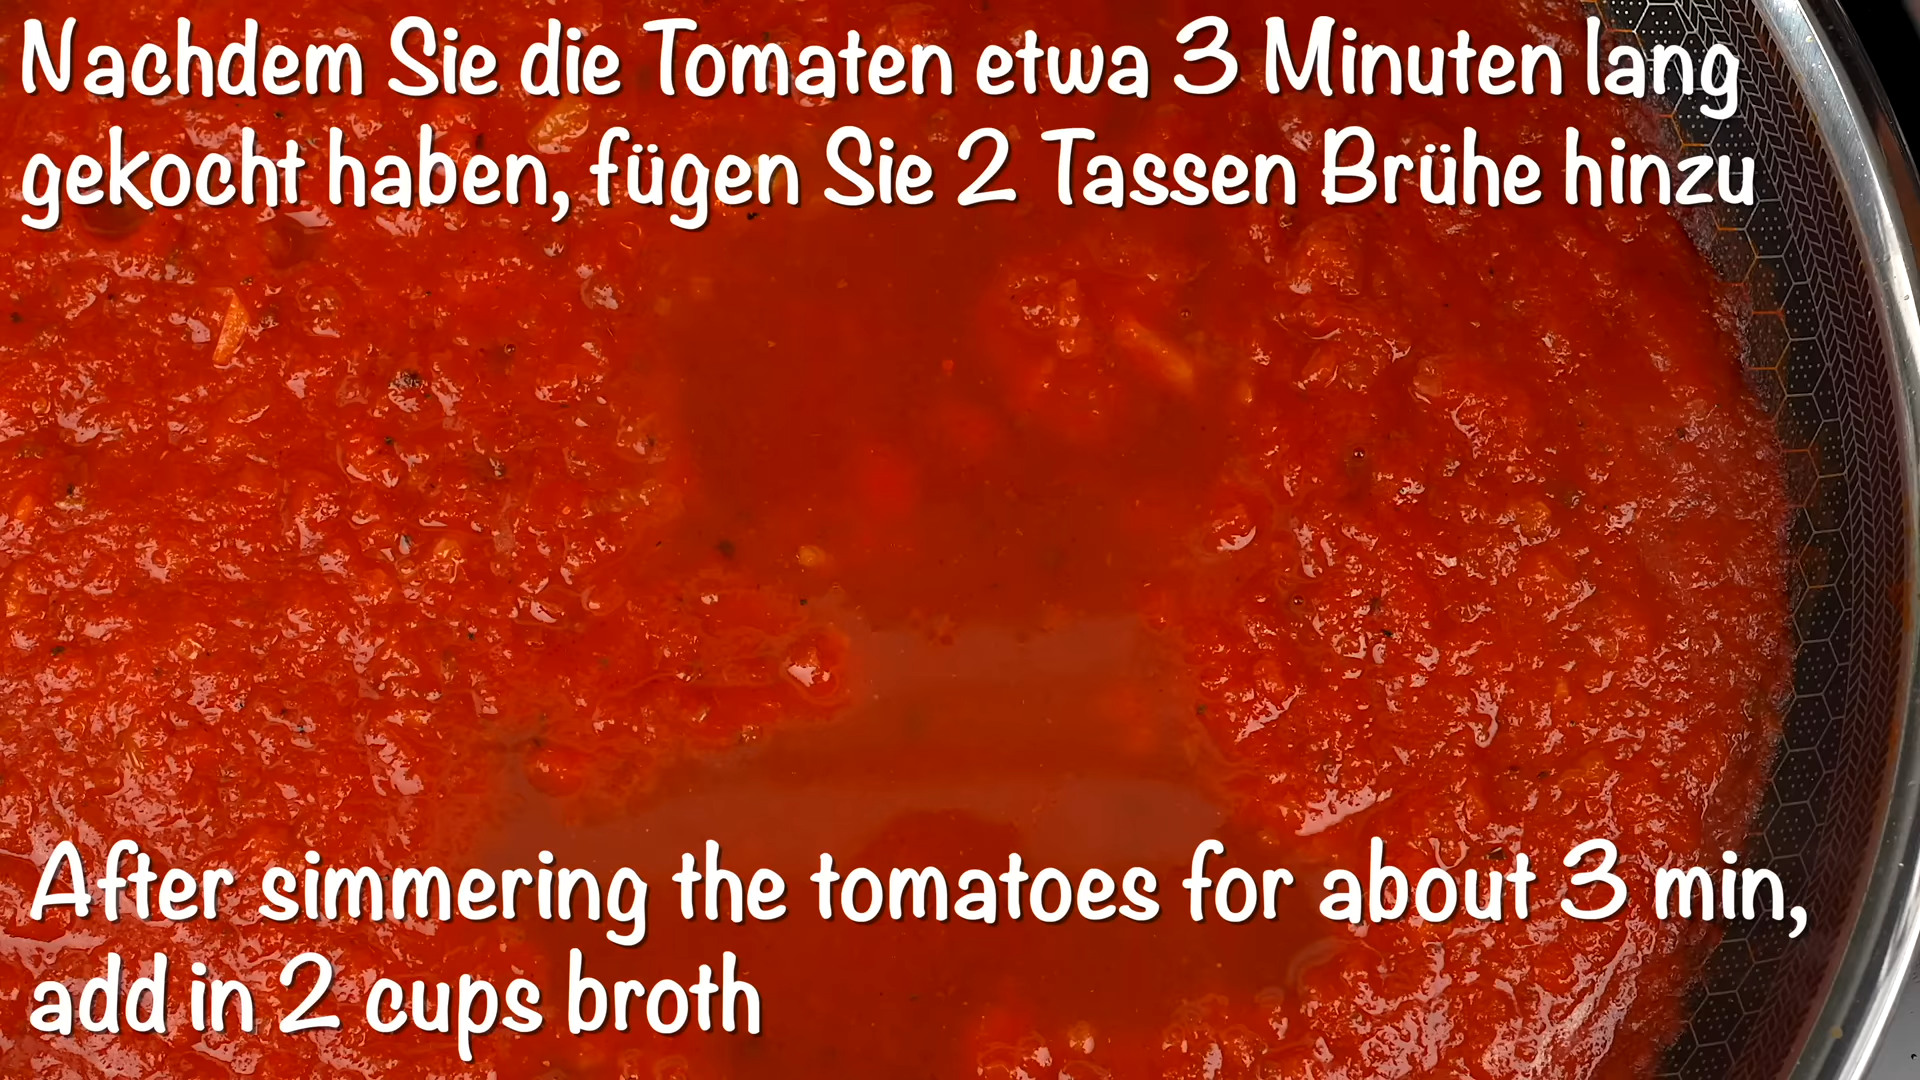 Nachdem Sie die Tomaten etwa 3 Minuten lang
gekocht haben, fügen Sie 2 Tassen Brühe hinzu
After simmering the tomatoes for about 3 min,
add in 2 cups broth